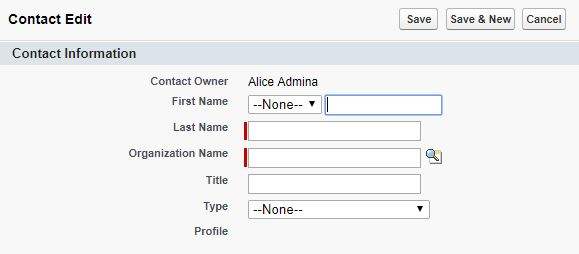 Contact Edit Save Save & New Cancel
Contact Information
Contact Owner Alice Admina
First Name --None--
Last Name
Organization Name
Title
Type --None--
Profile